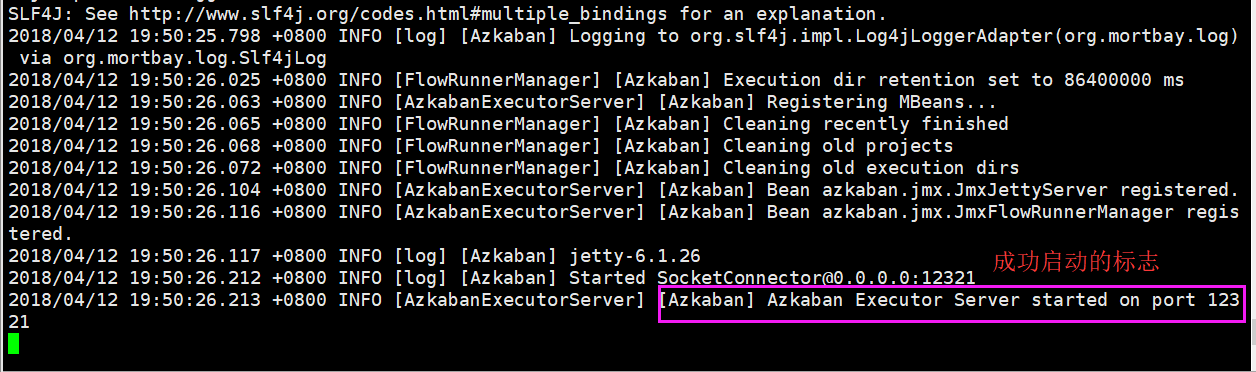 SLF4J: See http://www.slf4j.org/codes.html#multiple_bindings for an explanation.
2018/04/12 19:50:25.798 +0800 INFO [log] [Azkaban] Logging to org.slf4j.impl.Log4jLoggerAdapter(org.mortbay.log)
 via org.mortbay.log.Slf4jLog
2018/04/12 19:50:26.025 +0800 INFO [FlowRunnerManager] [Azkaban] Execution dir retention set to 86400000 ms
2018/04/12 19:50:26.063 +0800 INFO [AzkabanExecutorServer] [Azkaban] Registering MBeans...
2018/04/12 19:50:26.065 +0800 INFO [FlowRunnerManager] [Azkaban] Cleaning recently finished
2018/04/12 19:50:26.068 +0800 INFO [FlowRunnerManager] [Azkaban] Cleaning old projects
2018/04/12 19:50:26.072 +0800 INFO [FlowRunnerManager] [Azkaban] Cleaning old execution dirs
2018/04/12 19:50:26.104 +0800 INFO [AzkabanExecutorServer] [Azkaban] Bean azkaban.jmx.JmxJettyServer registered.
2018/04/12 19:50:26.116 +0800 INFO [AzkabanExecutorServer] [Azkaban] Bean azkaban.jmx.JmxFlowRunnerManager regis
tered.
2018/04/12 19:50:26.117 +0800 INFO [log] [Azkaban] jetty-6.1.26
成功启动的标志
2018/04/12 19:50:26.212 +0800 INFO [log] [Azkaban] Started SocketConnector@0.0.0.0:12321
2018/04/12 19:50:26.213 +0800 INFO [AzkabanExecutorServer] [Azkaban] Azkaban Executor Server started on port 123
21